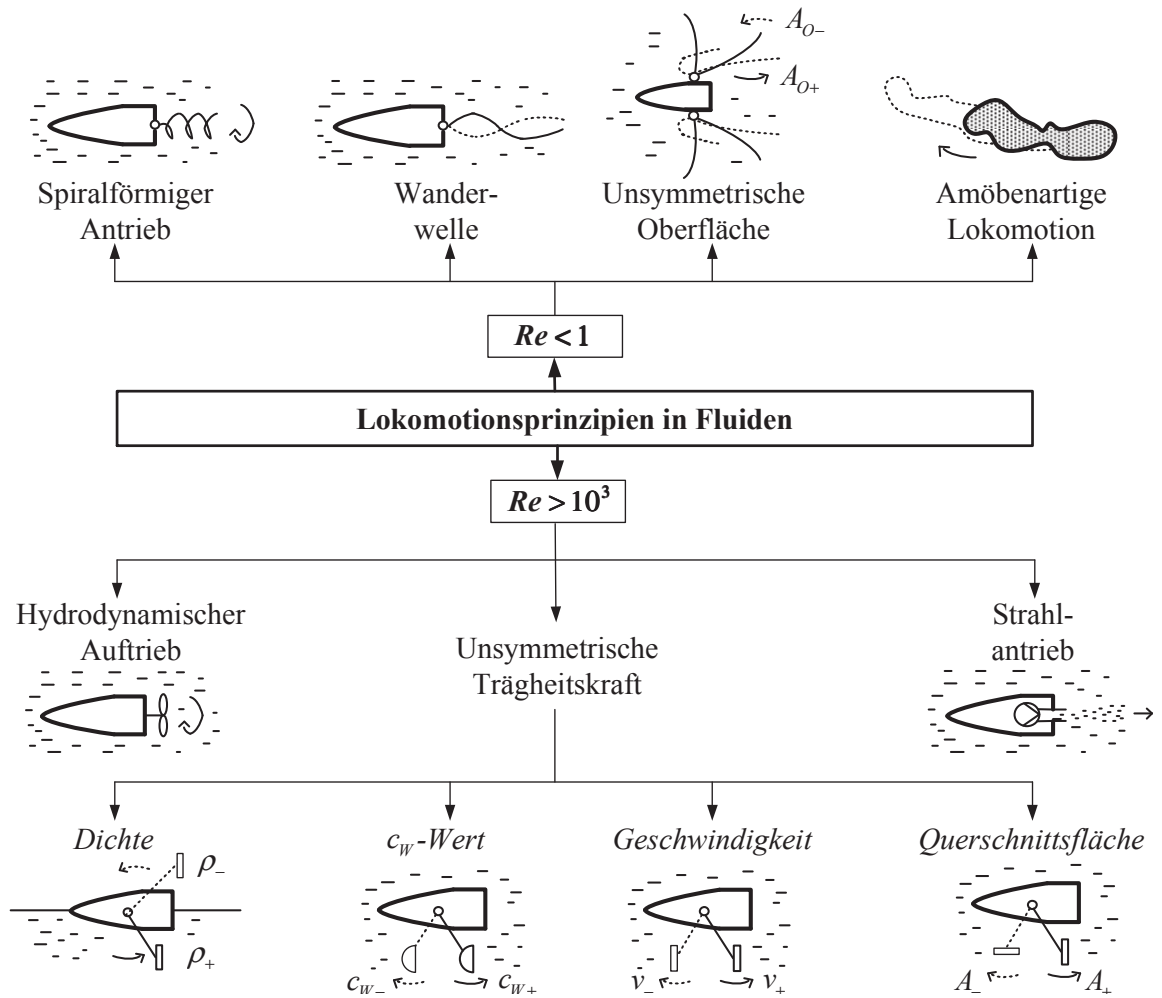 A_{O-}
A_{O+}
Spiralförmiger
Antrieb
Wander-
welle
Unsymmetrische
Oberfläche
Amöbenartige
Lokomotion
Re < 1
Lokomotionsprinzipien in Fluiden
Re > 10³
Hydrodynamischer
Auftrieb
Unsymmetrische
Trägheitskraft
Strahl-
antrieb
Dichte
c_W-Wert
Geschwindigkeit
Querschnittsfläche
ρ_−
ρ_+
c_{W−}
c_{W+}
v_−
v_+
A_−
A_+